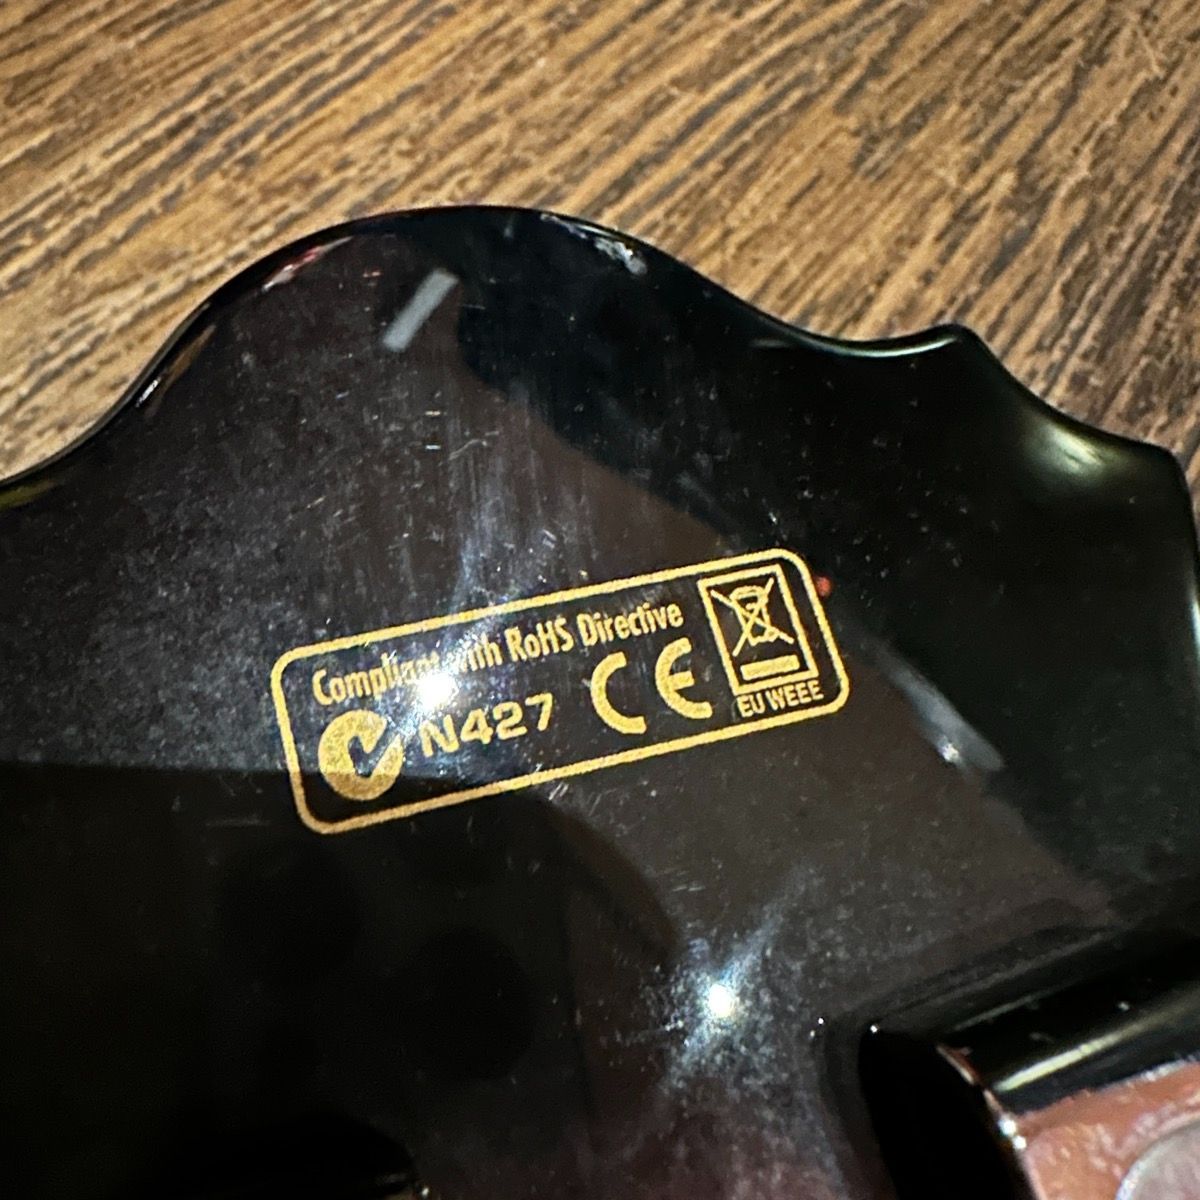 Compliant with RoHS Directive
N427 CE
EU WEEE